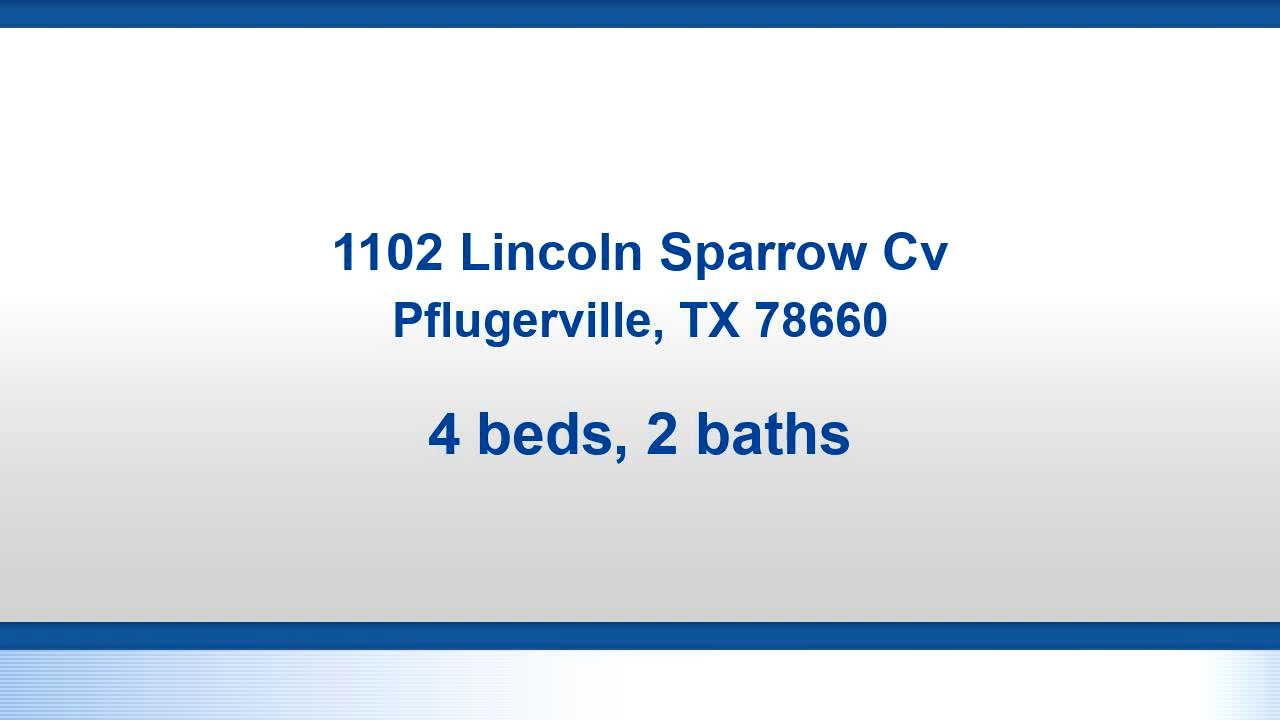 1102 Lincoln Sparrow Cv
Pflugerville, TX 78660
4 beds, 2 baths